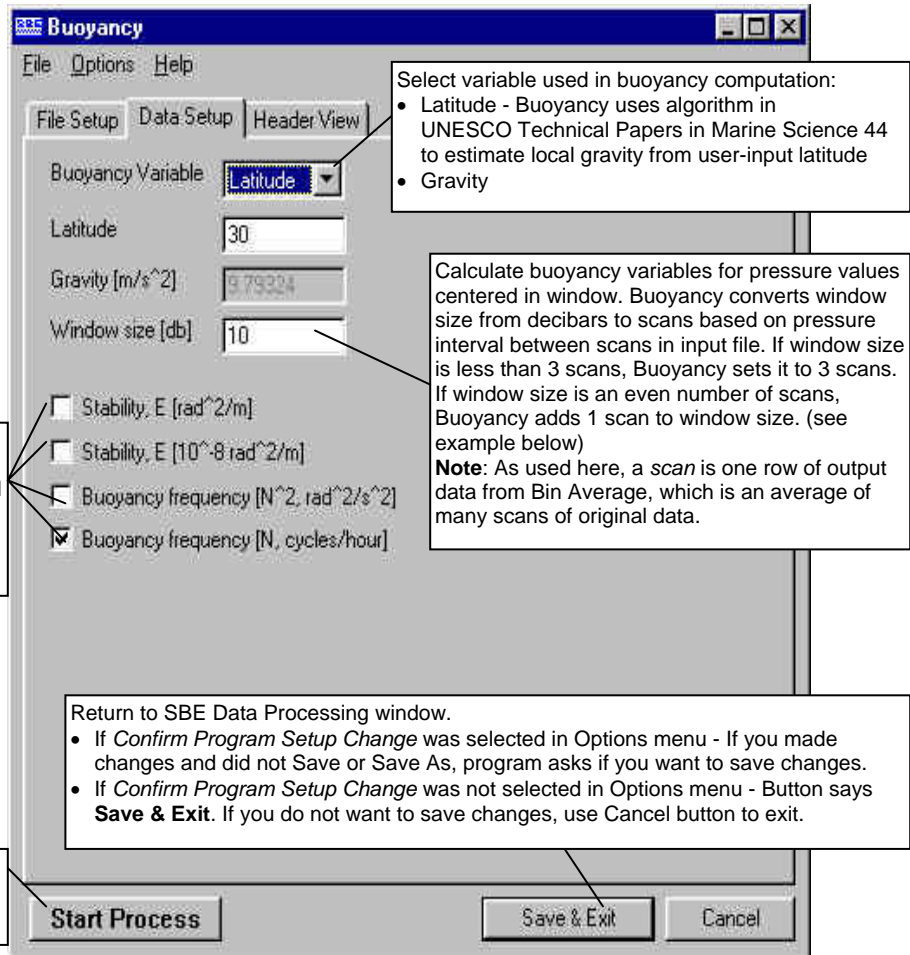 SBE Buoyancy
File Options Help
File Setup Data Setup Header View
Select variable used in buoyancy computation:
• Latitude - Buoyancy uses algorithm in
UNESCO Technical Papers in Marine Science 44
to estimate local gravity from user-input latitude
• Gravity
Buoyancy Variable Latitude
Latitude 30
Gravity [m/s^2] 9.79324
Window size [db] 10
Calculate buoyancy variables for pressure values
centered in window. Buoyancy converts window
size from decibars to scans based on pressure
interval between scans in input file. If window size
is less than 3 scans, Buoyancy sets it to 3 scans.
If window size is an even number of scans,
Buoyancy adds 1 scan to window size. (see
example below)
Note: As used here, a scan is one row of output
data from Bin Average, which is an average of
many scans of original data.
Stability, E [rad^2/m]
Stability, E [10^-8 rad^2/m]
Buoyancy frequency [N^2, rad^2/s^2]
Buoyancy frequency [N, cycles/hour]
Return to SBE Data Processing window.
• If Confirm Program Setup Change was selected in Options menu - If you made
changes and did not Save or Save As, program asks if you want to save changes.
• If Confirm Program Setup Change was not selected in Options menu - Button says
Save & Exit. If you do not want to save changes, use Cancel button to exit.
Start Process Save & Exit Cancel